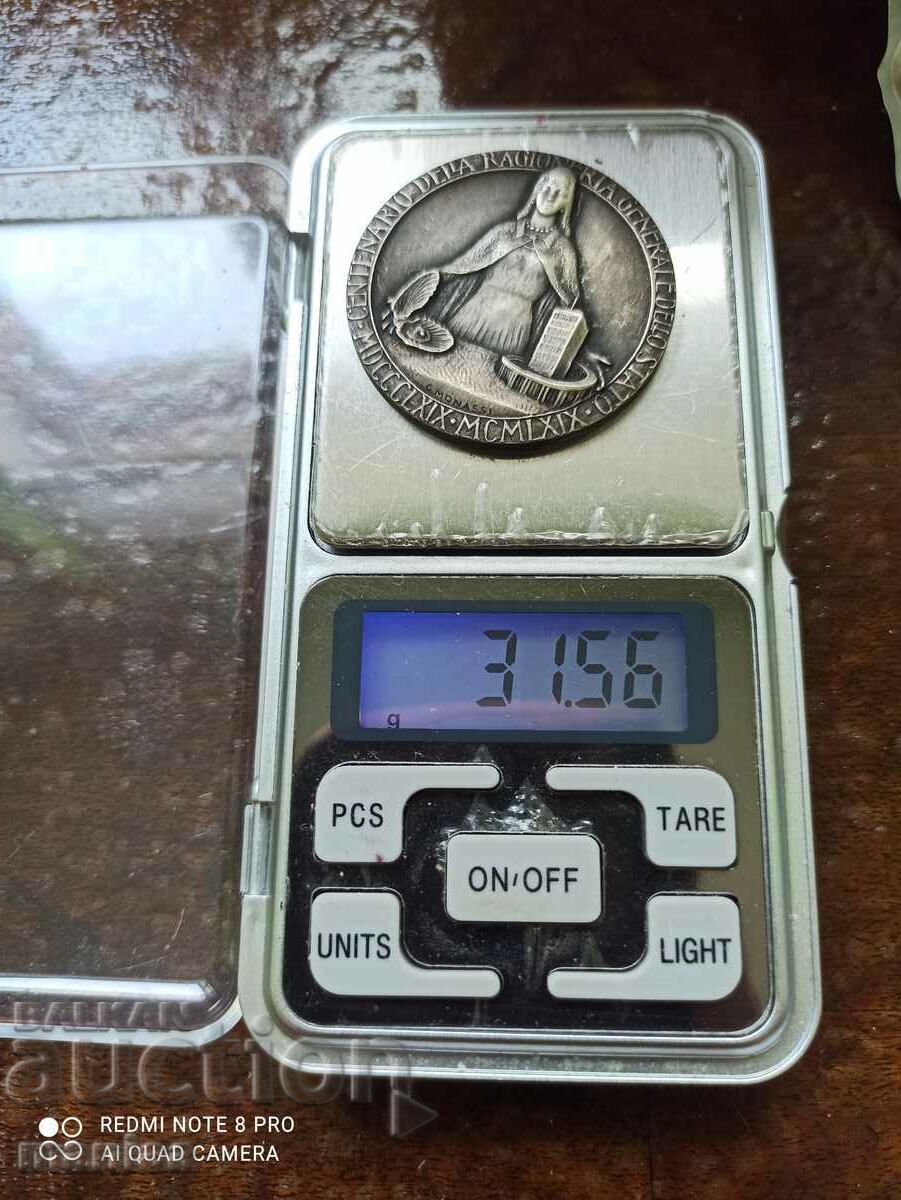 I CENTENARIO·DELLA·RAGIONERIA GENERALE DELLO STATO·
MDCCCLXIX·MCMLXIX·
C.MONASSI
31.56
g
PCS
TARE
ON/OFF
UNITS
LIGHT
BALKAN
auction
REDMI NOTE 8 PRO
AI QUAD CAMERA